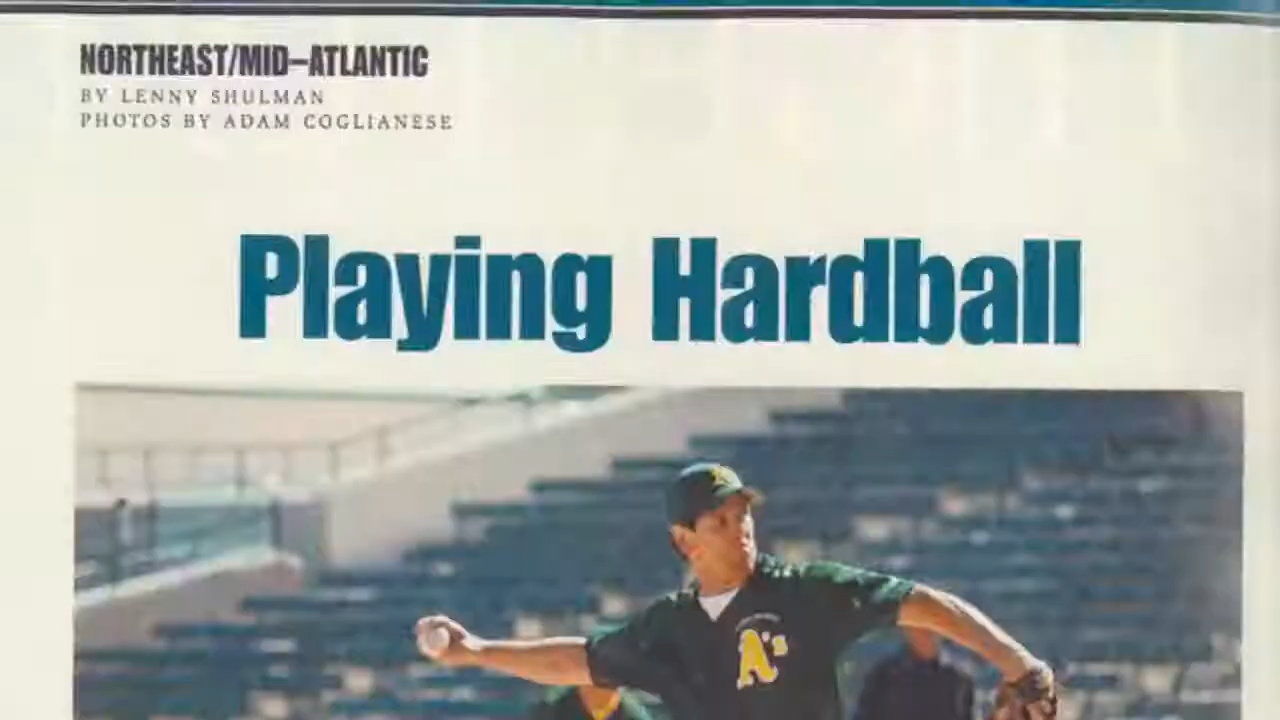 NORTHEAST/MID–ATLANTIC
BY LENNY SHULMAN
PHOTOS BY ADAM COGLIANESE
Playing Hardball
A's